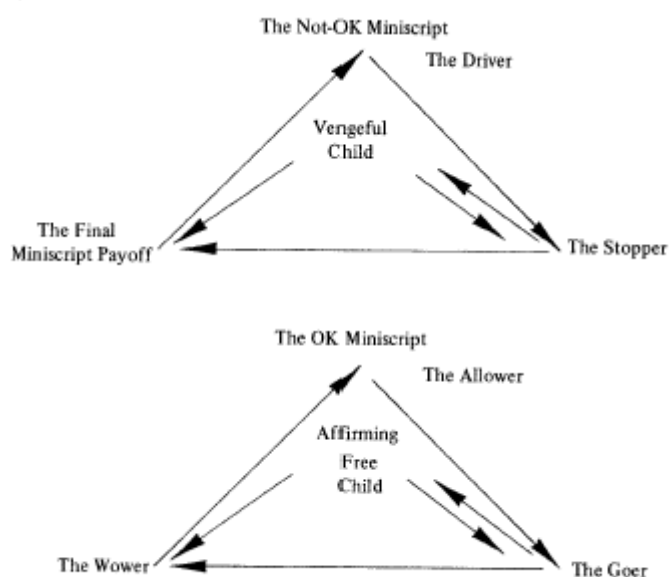 The Not-OK Miniscript
The Driver
Vengeful
Child
The Final
Miniscript Payoff
The Stopper
The OK Miniscript
The Allower
Affirming
Free
Child
The Wower
The Goer